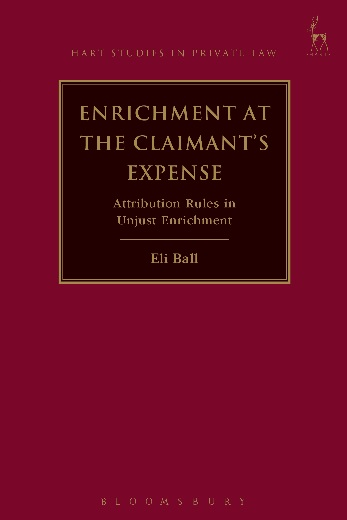 HART STUDIES IN PRIVATE LAW
ENRICHMENT AT
THE CLAIMANT'S
EXPENSE
Attribution Rules in
Unjust Enrichment
Eli Ball
BLOOMSBURY